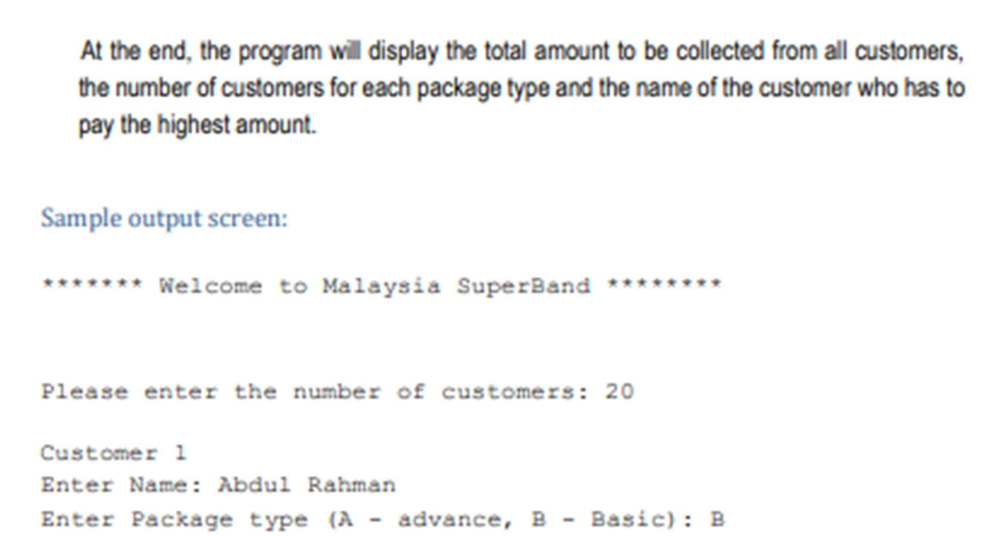 At the end, the program will display the total amount to be collected from all customers,
the number of customers for each package type and the name of the customer who has to
pay the highest amount.
Sample output screen:
******* Welcome to Malaysia SuperBand ********
Please enter the number of customers: 20
Customer 1
Enter Name: Abdul Rahman
Enter Package type (A - advance, B - Basic): B